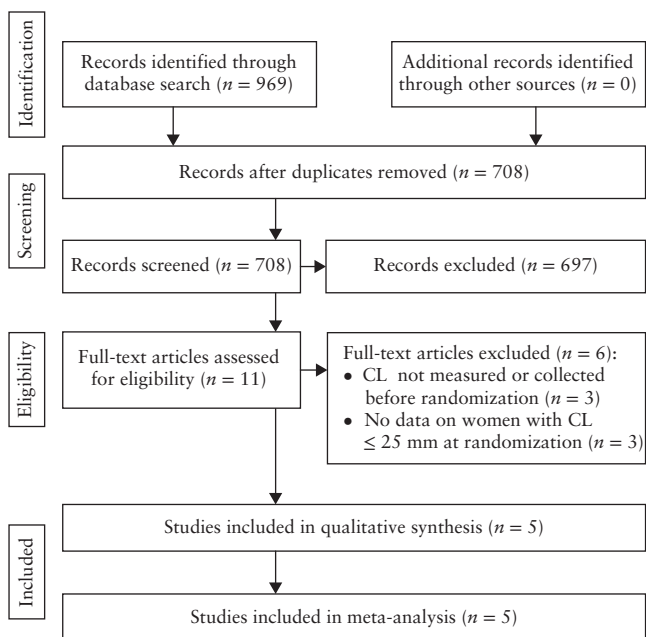 Identification
Records identified through
database search (n = 969)
Additional records identified
through other sources (n = 0)
Records after duplicates removed (n = 708)
Screening
Records screened (n = 708)
Records excluded (n = 697)
Eligibility
Full-text articles assessed
for eligibility (n = 11)
Full-text articles excluded (n = 6):
• CL not measured or collected
before randomization (n = 3)
• No data on women with CL
≤ 25 mm at randomization (n = 3)
Included
Studies included in qualitative synthesis (n = 5)
Studies included in meta-analysis (n = 5)